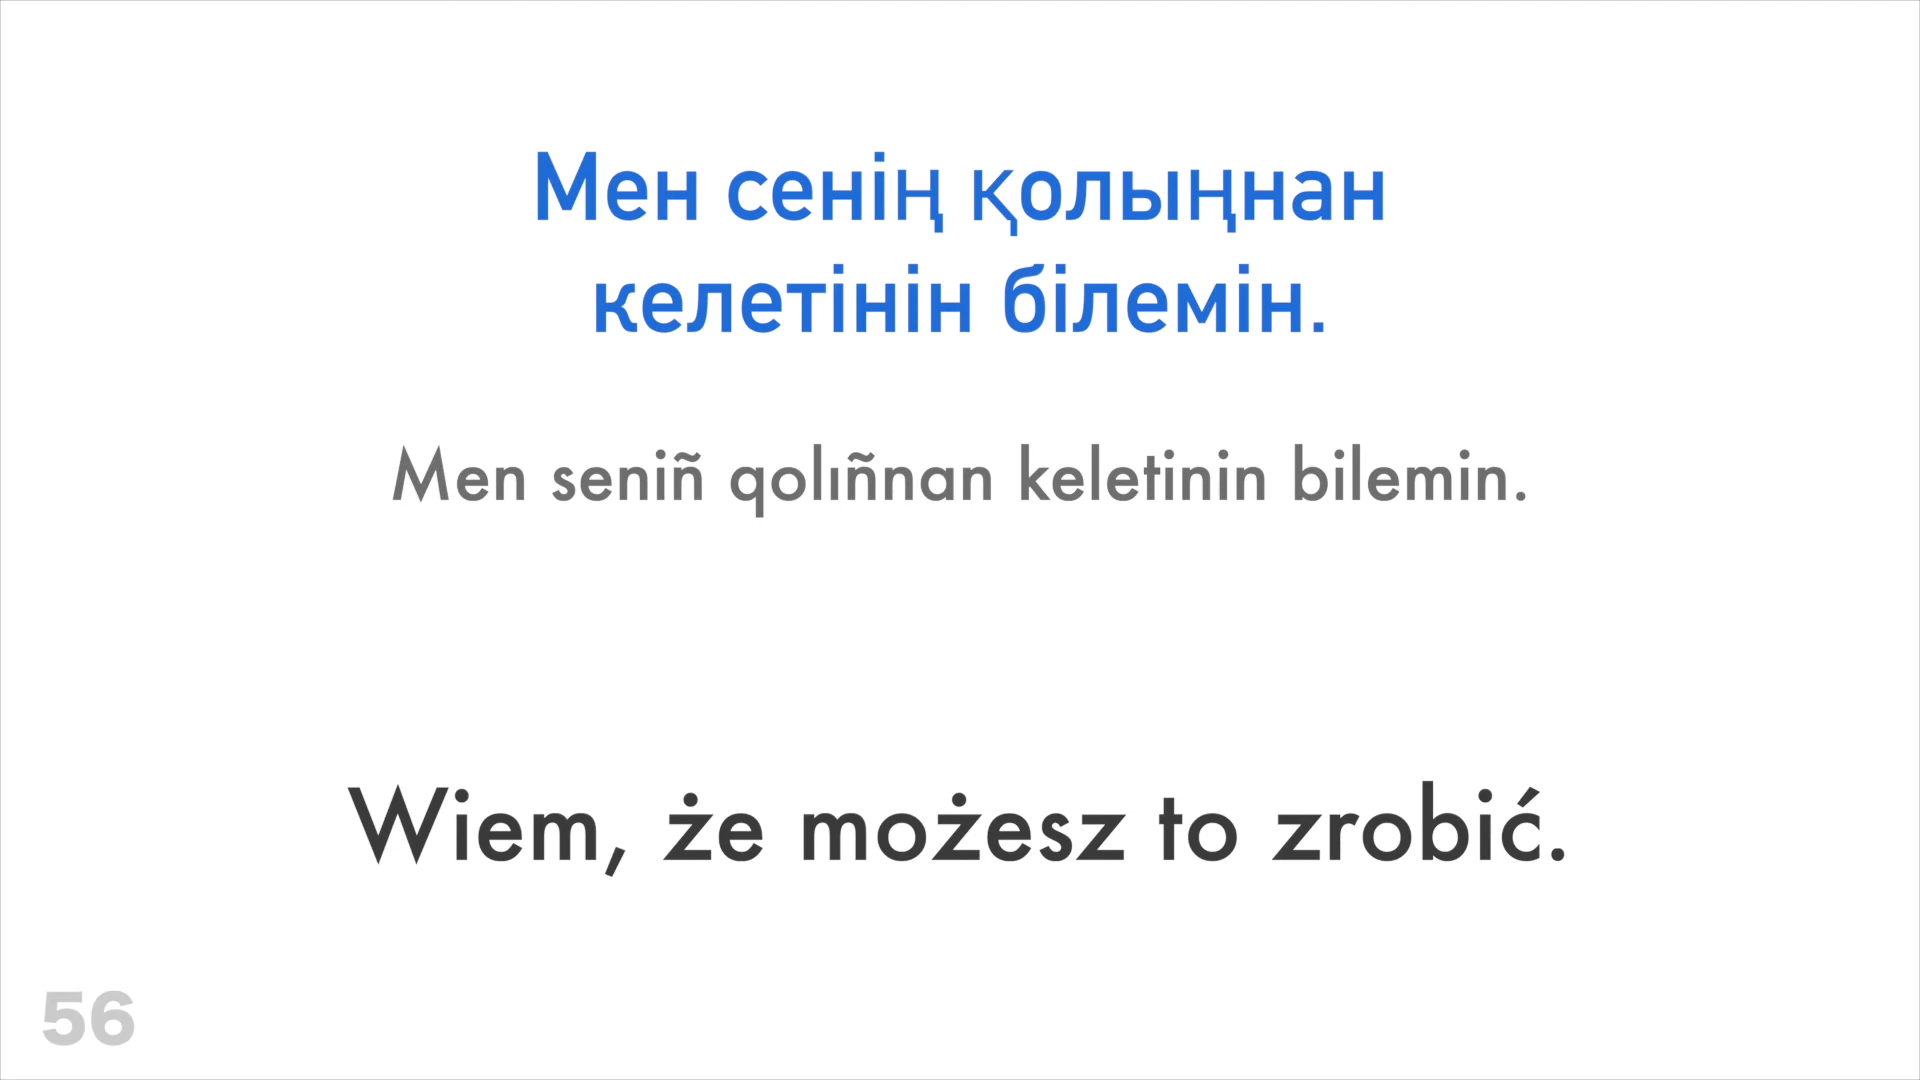 Мен сенің қолыңнан
келетінін білемін.
Men seniñ qolıñnan keletinin bilemin.
Wiem, że możesz to zrobić.
56